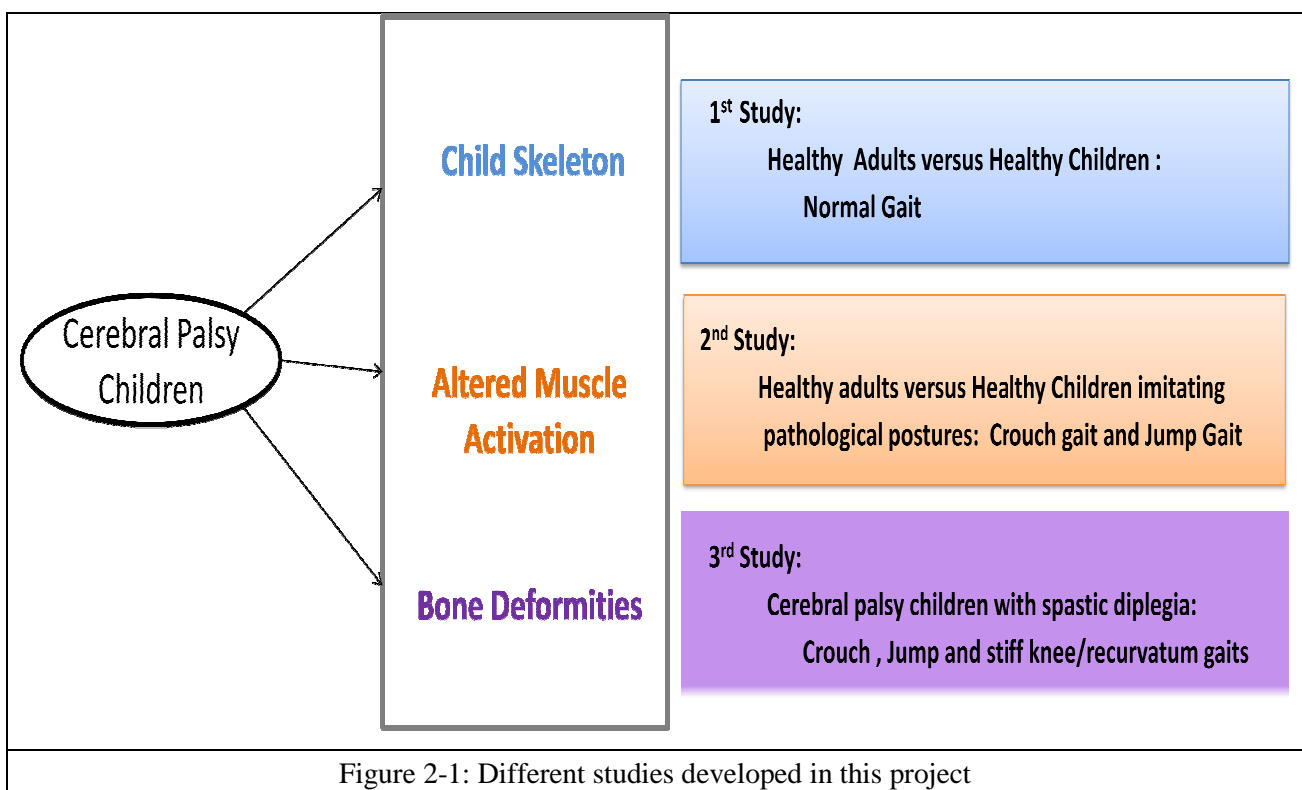 Cerebral Palsy
Children
Child Skeleton
Altered Muscle
Activation
Bone Deformities
1st Study:
Healthy Adults versus Healthy Children :
Normal Gait
2nd Study:
Healthy adults versus Healthy Children imitating
pathological postures: Crouch gait and Jump Gait
3rd Study:
Cerebral palsy children with spastic diplegia:
Crouch , Jump and stiff knee/recurvatum gaits
Figure 2-1: Different studies developed in this project